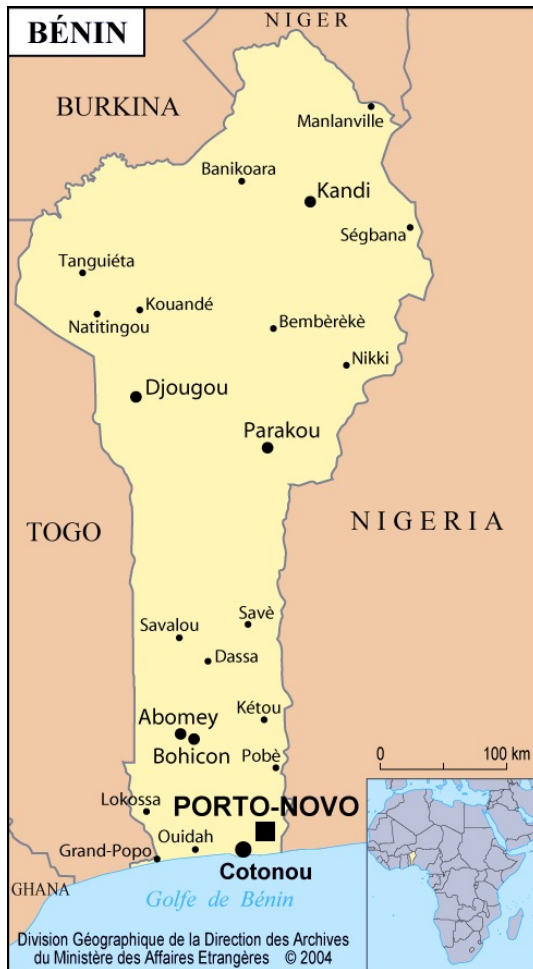 BÉNIN
NIGER
BURKINA
Manlanville
Banikoara
Kandi
Ségbana
Tanguiéta
Kouandé
Natitingou
Bembèrèkè
Nikki
Djougou
Parakou
TOGO
NIGERIA
Savè
Savalou
Dassa
Kétou
Abomey
Bohicon
Pobè
0 100 km
Lokossa
PORTO-NOVO
Ouidah
Grand-Popo
Cotonou
GHANA
Golfe de Bénin
Division Géographique de la Direction des Archives
du Ministère des Affaires Etrangères © 2004